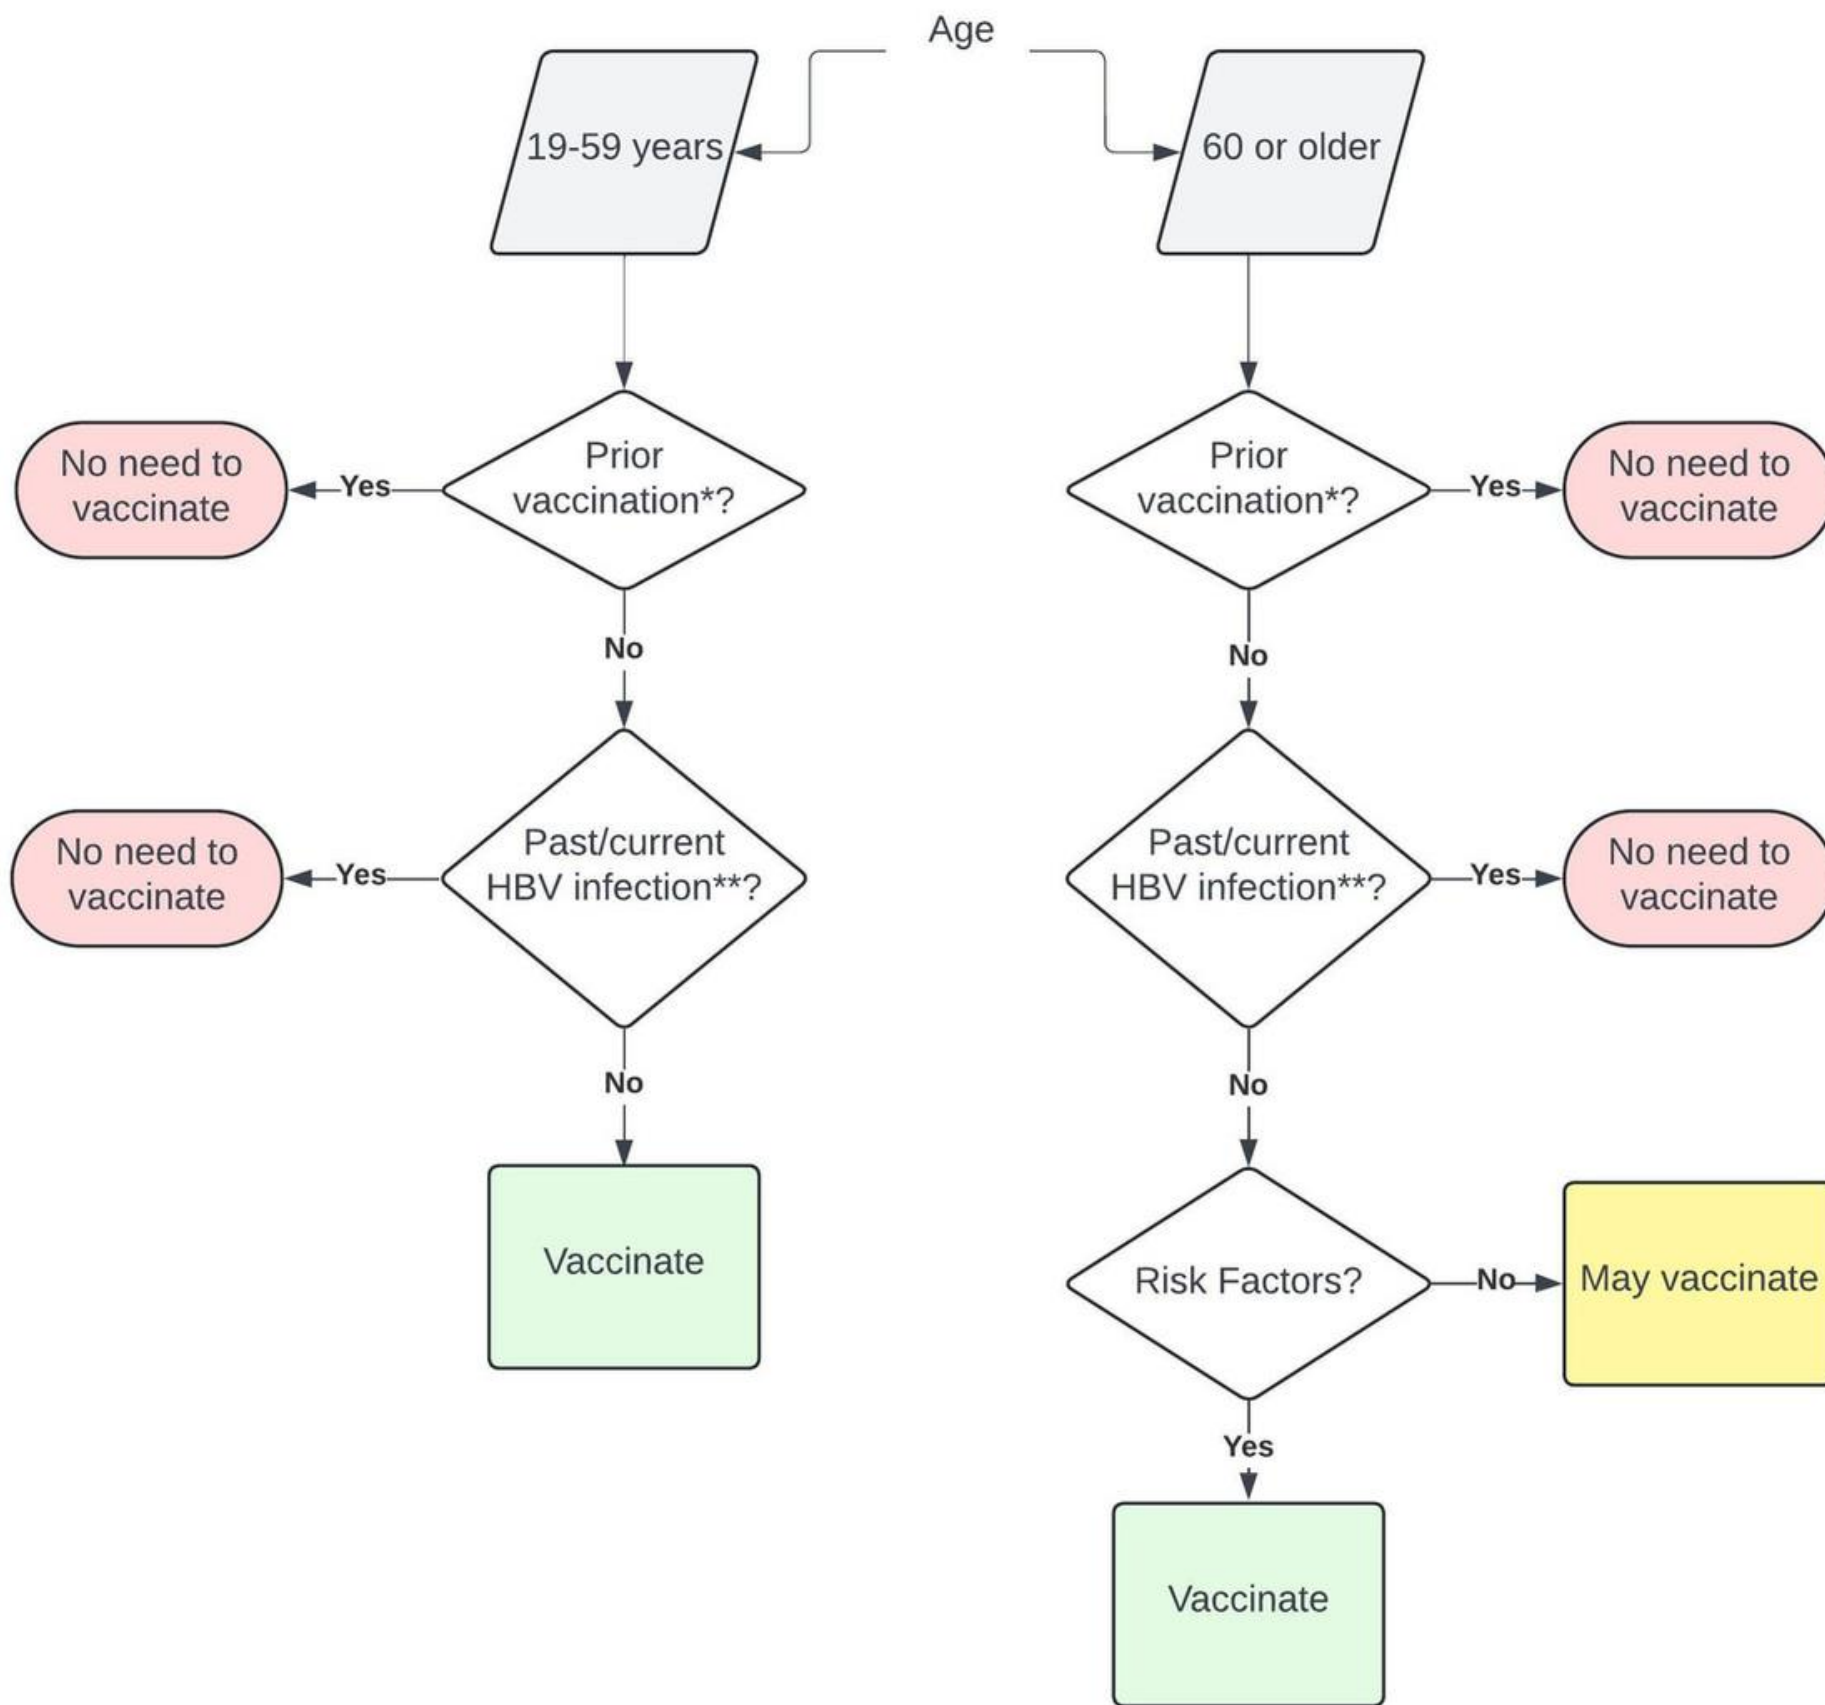 Age
19-59 years
60 or older
Prior
vaccination*?
Yes
No need to
vaccinate
No
Past/current
HBV infection**?
Yes
No need to
vaccinate
No
Vaccinate
Prior
vaccination*?
Yes
No need to
vaccinate
No
Past/current
HBV infection**?
Yes
No need to
vaccinate
No
Risk Factors?
No
May vaccinate
Yes
Vaccinate